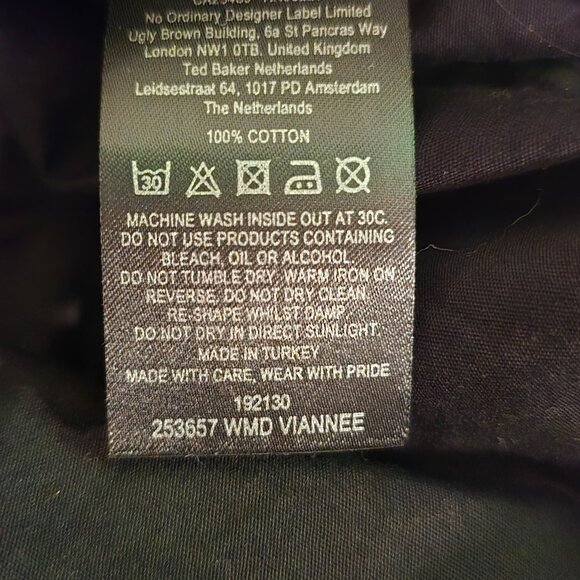 No Ordinary Designer Label Limited
Ugly Brown Building, 6a St Pancras Way
London NW1 0TB, United Kingdom
Ted Baker Netherlands
Leidsestraat 64, 1017 PD Amsterdam
The Netherlands
100% COTTON
30
MACHINE WASH INSIDE OUT AT 30C.
DO NOT USE PRODUCTS CONTAINING
BLEACH, OIL OR ALCOHOL.
DO NOT TUMBLE DRY, WARM IRON ON
REVERSE, DO NOT DRY CLEAN
RE-SHAPE WHILST DAMP
DO NOT DRY IN DIRECT SUNLIGHT
MADE IN TURKEY
MADE WITH CARE, WEAR WITH PRIDE
192130
253657 WMD VIANNEE